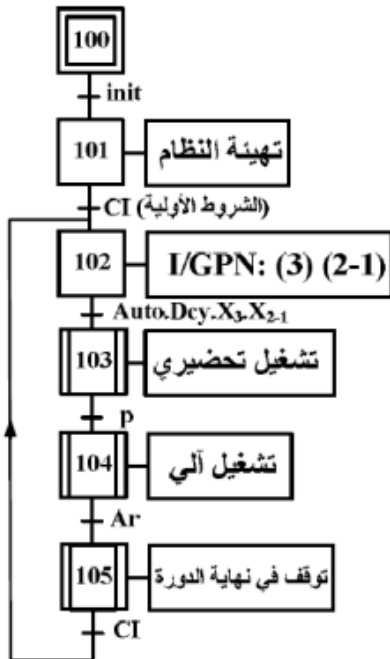 100
init
101 تهيئة النظام
CI (الشروط الأولية)
102 I/GPN: (3) (2-1)
Auto.Dcy.X3.X2-1
103 تشغيل تحضيري
p
104 تشغيل آلي
Ar
105 توقف في نهاية الدورة
CI